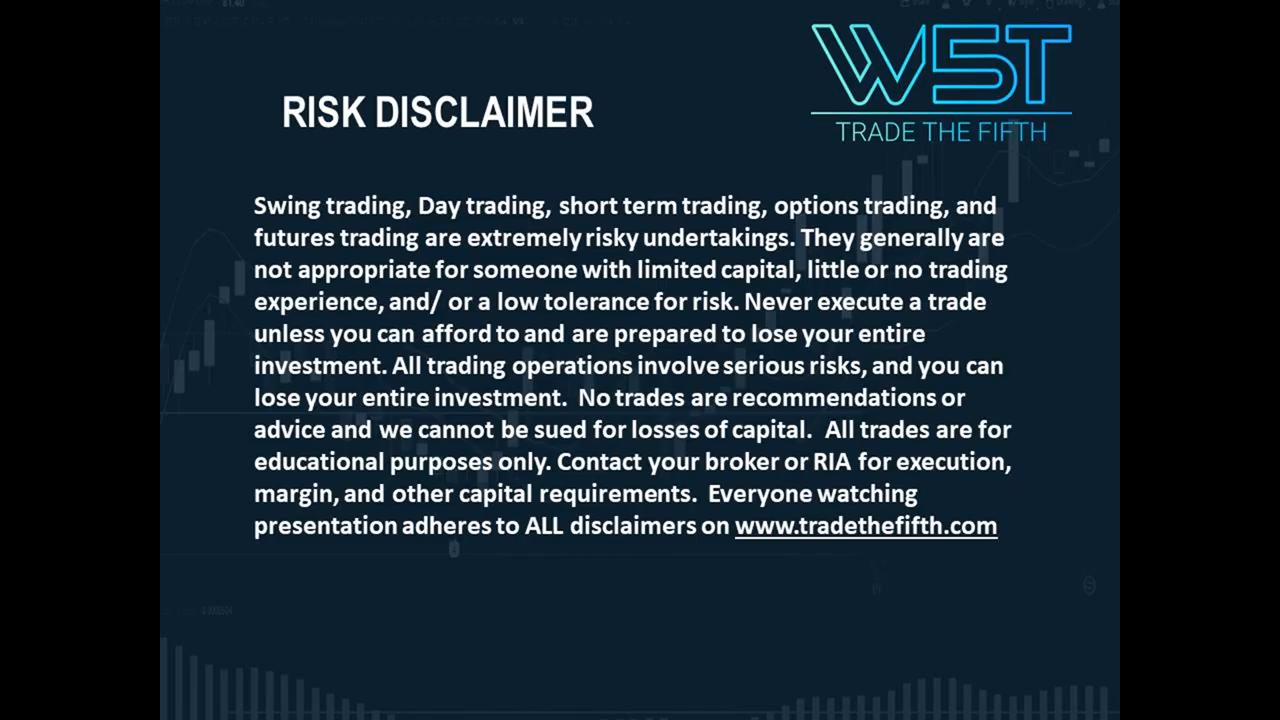 W5T
TRADE THE FIFTH
RISK DISCLAIMER
Swing trading, Day trading, short term trading, options trading, and
futures trading are extremely risky undertakings. They generally are
not appropriate for someone with limited capital, little or no trading
experience, and/ or a low tolerance for risk. Never execute a trade
unless you can afford to and are prepared to lose your entire
investment. All trading operations involve serious risks, and you can
lose your entire investment.  No trades are recommendations or
advice and we cannot be sued for losses of capital.  All trades are for
educational purposes only. Contact your broker or RIA for execution,
margin, and other capital requirements.  Everyone watching
presentation adheres to ALL disclaimers on www.tradethefifth.com